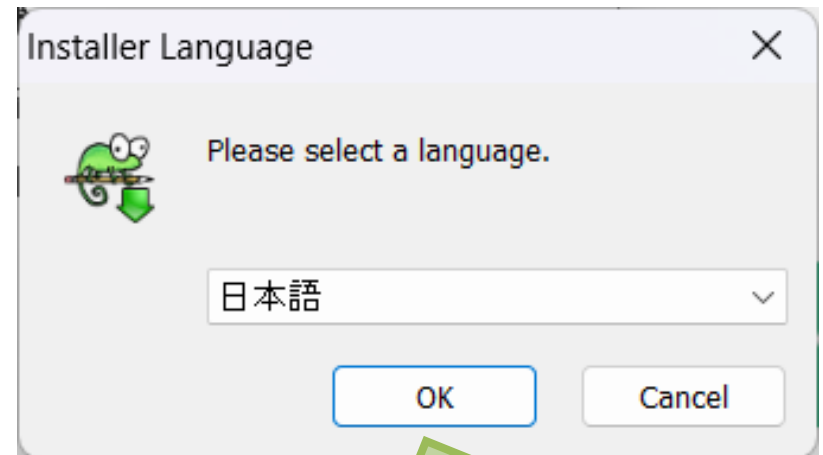 Installer Language
Please select a language.
日本語
OK
Cancel